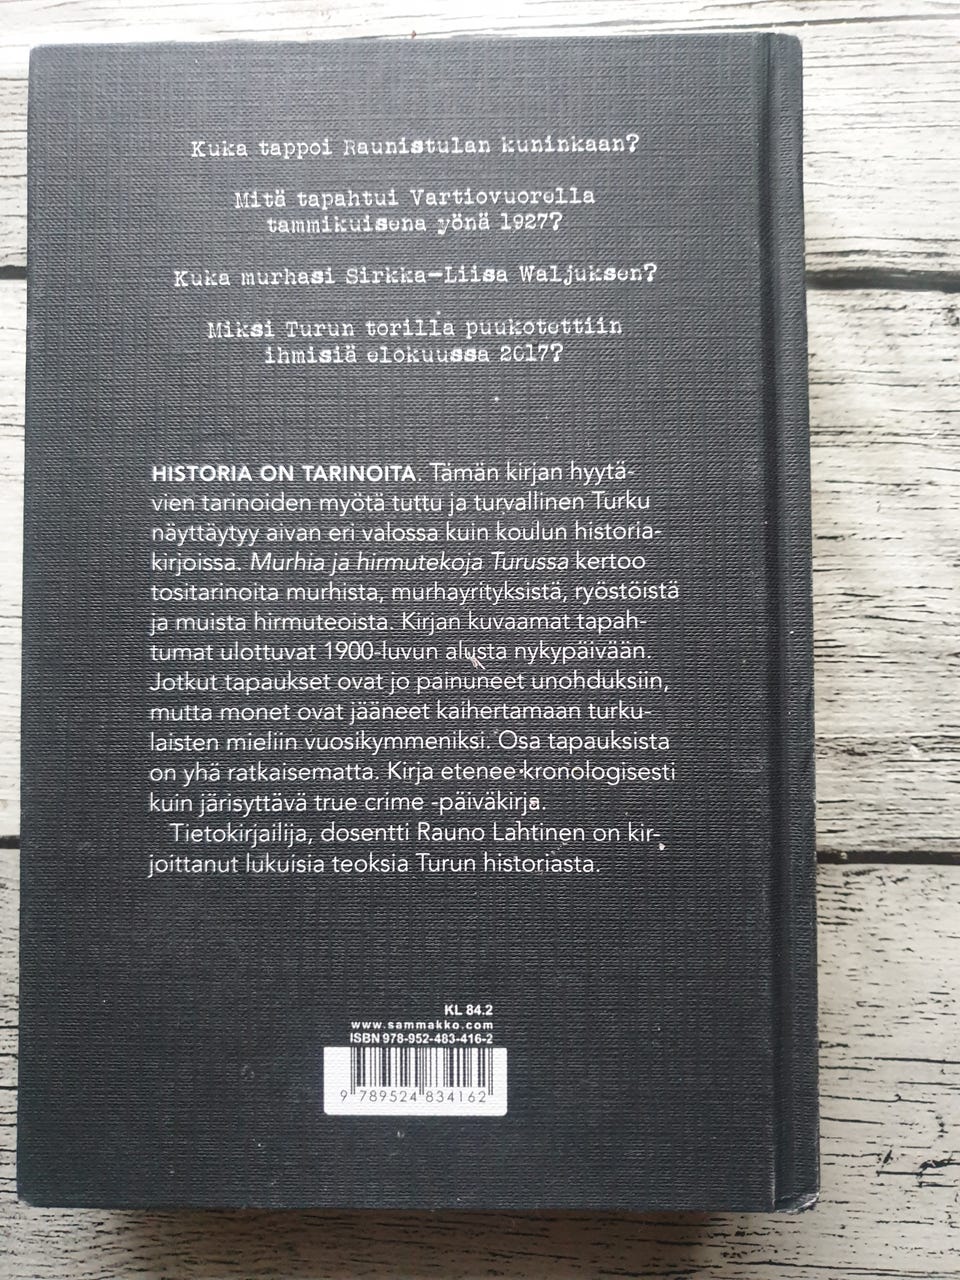 Kuka tappoi Raunistulan kuninkaan?
Mitä tapahtui Vartiovuorella
tammikuisena yönä 1927?
Kuka murhasi Sirkka-Liisa Waljuksen?
Miksi Turun torilla puukotettiin
ihmisiä elokuussa 2017?
HISTORIA ON TARINOITA. Tämän kirjan hyytä-
vien tarinoiden myötä tuttu ja turvallinen Turku
näyttäytyy aivan eri valossa kuin koulun historia-
kirjoissa. Murhia ja hirmutekoja Turussa kertoo
tositarinoita murhista, murhayrityksistä, ryöstöistä
ja muista hirmuteoista. Kirjan kuvaamat tapah-
tumat ulottuvat 1900-luvun alusta nykypäivään.
Jotkut tapaukset ovat jo painuneet unohduksiin,
mutta monet ovat jääneet kaihertamaan turku-
laisten mieliin vuosikymmeniksi. Osa tapauksista
on yhä ratkaisematta. Kirja etenee kronologisesti
kuin järisyttävä true crime -päiväkirja.
Tietokirjailija, dosentti Rauno Lahtinen on kir-
joittanut lukuisia teoksia Turun historiasta.
KL 84.2
www.sammakko.com
ISBN 978-952-483-416-2
9 789524 834162